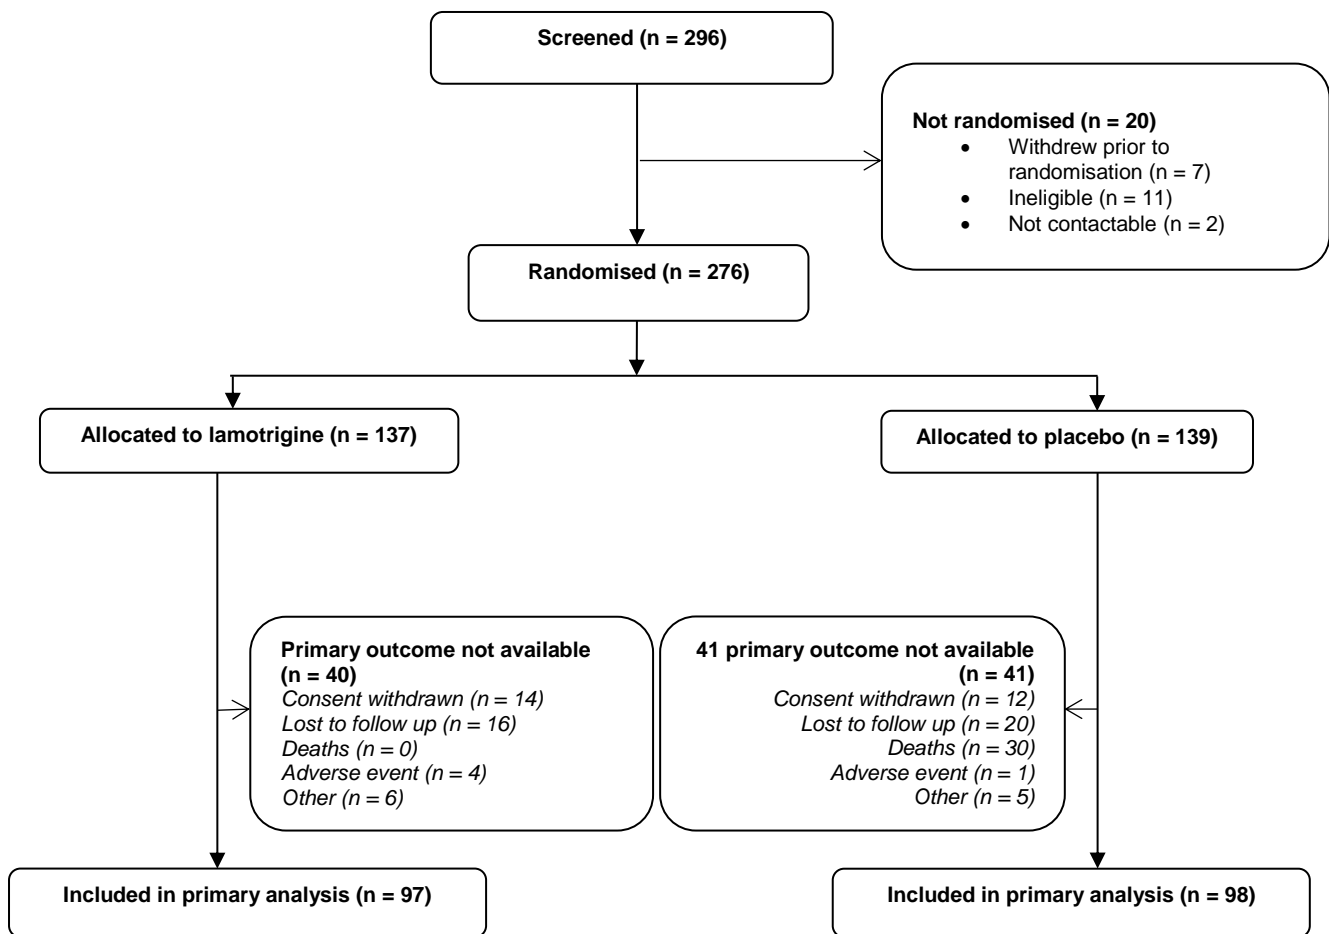 Screened (n = 296)
Not randomised (n = 20)
• Withdrew prior to
randomisation (n = 7)
• Ineligible (n = 11)
• Not contactable (n = 2)
Randomised (n = 276)
Allocated to lamotrigine (n = 137)
Allocated to placebo (n = 139)
Primary outcome not available
(n = 40)
Consent withdrawn (n = 14)
Lost to follow up (n = 16)
Deaths (n = 0)
Adverse event (n = 4)
Other (n = 6)
41 primary outcome not available
(n = 41)
Consent withdrawn (n = 12)
Lost to follow up (n = 20)
Deaths (n = 30)
Adverse event (n = 1)
Other (n = 5)
Included in primary analysis (n = 97)
Included in primary analysis (n = 98)